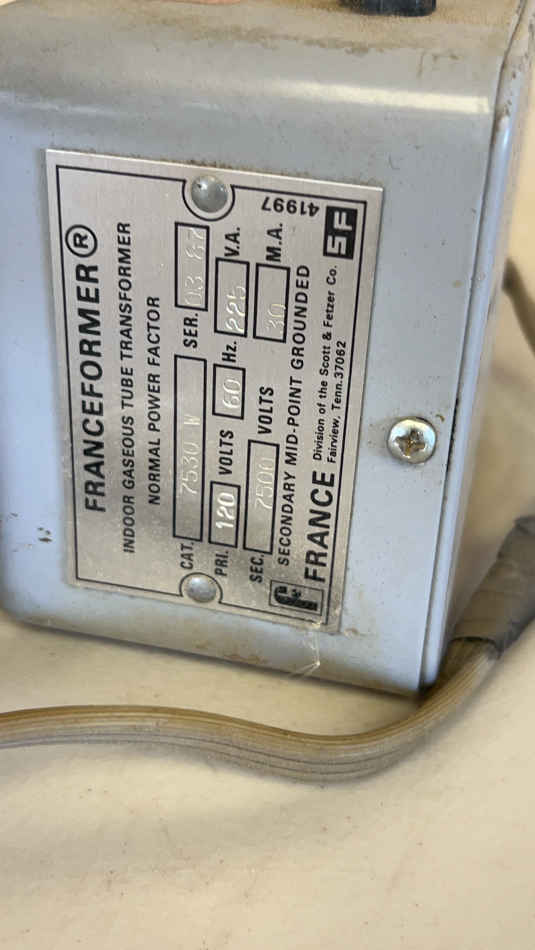 FRANCEFORMER®
INDOOR GASEOUS TUBE TRANSFORMER
NORMAL POWER FACTOR
CAT. 7530 W SER. 03 87
PRI. 120 VOLTS 60 Hz. 225 V.A.
SEC. 7500 VOLTS 30 M.A.
SECONDARY MID-POINT GROUNDED
FRANCE Division of the Scott & Fetzer Co.
Fairview, Tenn. 37062
SF
41997